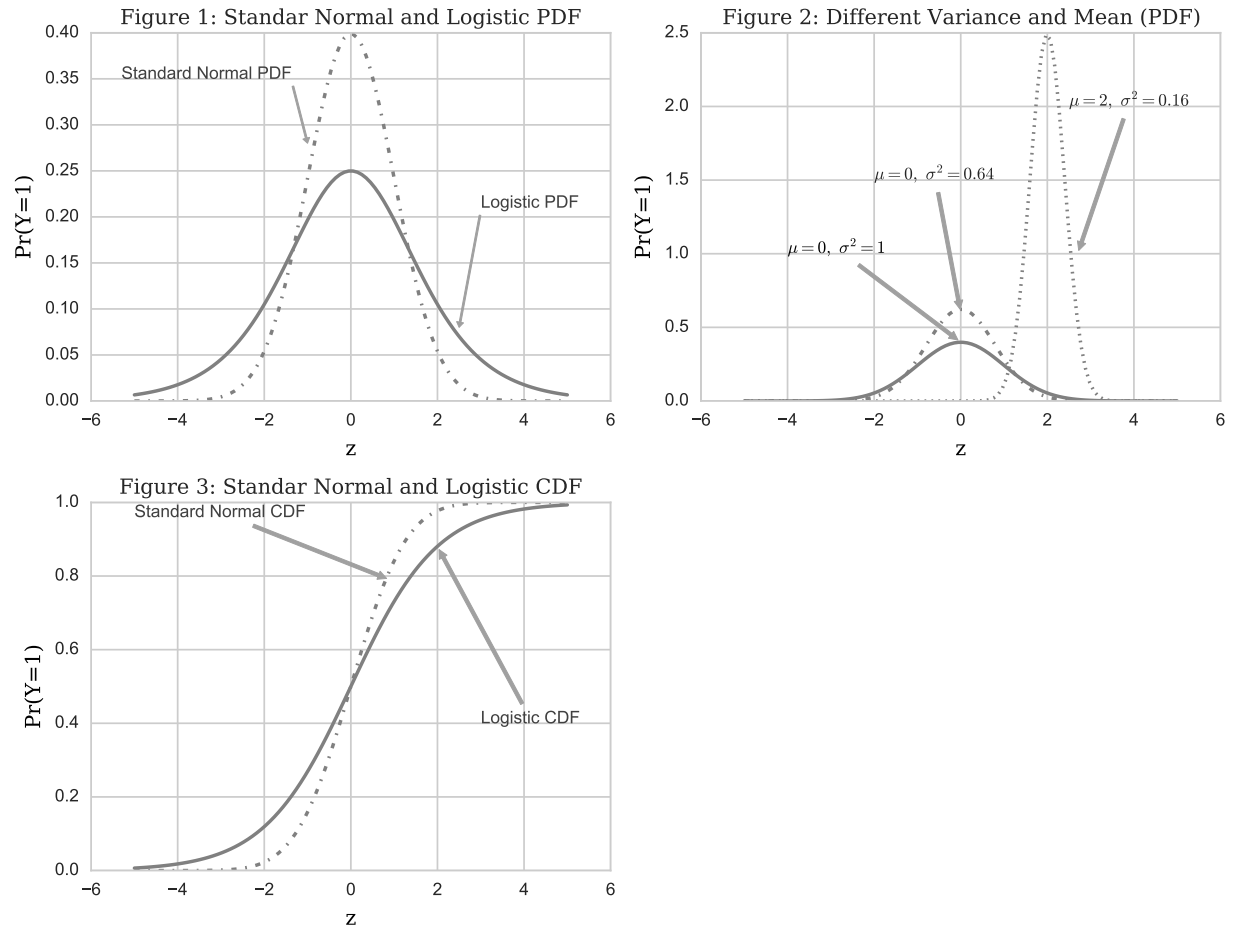 Figure 1: Standar Normal and Logistic PDF
0.40
0.35
0.30
0.25
0.20
0.15
0.10
0.05
0.00
Pr(Y=1)
Standard Normal PDF
Logistic PDF
−6 −4 −2 0 2 4 6
z
Figure 2: Different Variance and Mean (PDF)
2.5
2.0
1.5
1.0
0.5
0.0
Pr(Y=1)
μ=2, σ²=0.16
μ=0, σ²=0.64
μ=0, σ²=1
−6 −4 −2 0 2 4 6
z
Figure 3: Standar Normal and Logistic CDF
1.0
0.8
0.6
0.4
0.2
0.0
Pr(Y=1)
Standard Normal CDF
Logistic CDF
−6 −4 −2 0 2 4 6
z